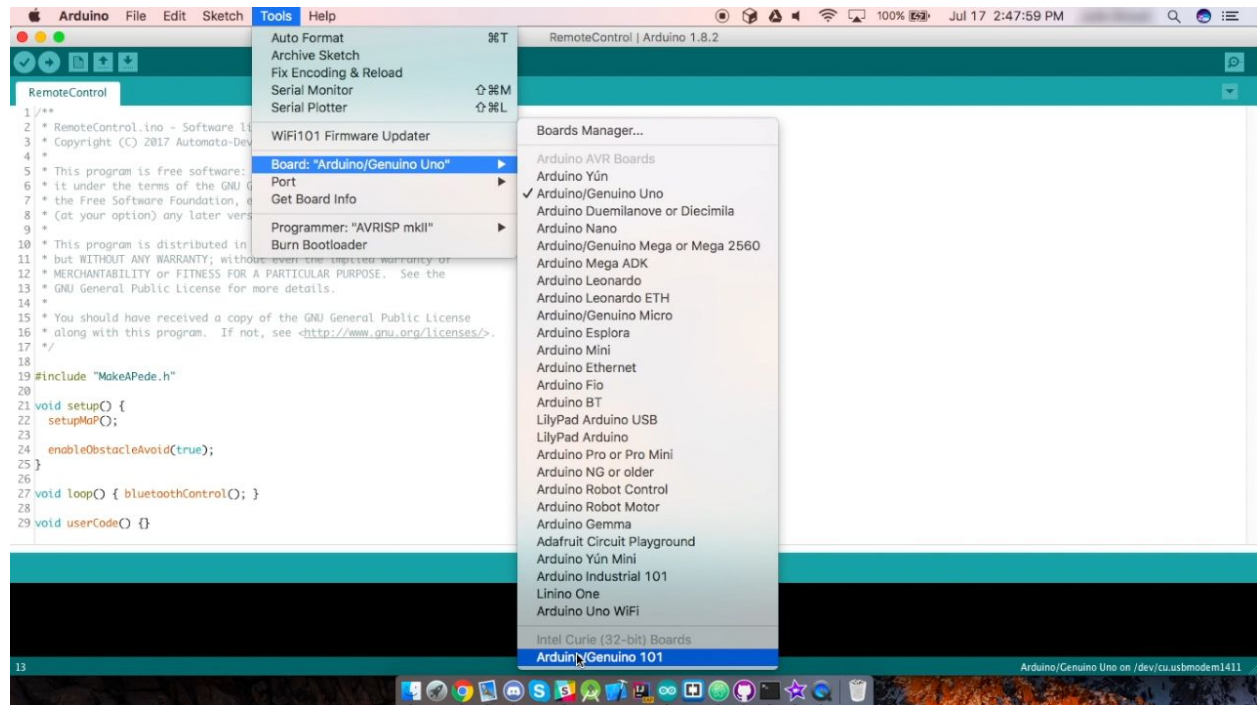 Arduino File Edit Sketch Tools Help 100% Jul 17 2:47:59 PM
RemoteControl | Arduino 1.8.2
Auto Format ⌘T
Archive Sketch
Fix Encoding & Reload
Serial Monitor ⇧⌘M
Serial Plotter ⇧⌘L
WiFi101 Firmware Updater
Board: "Arduino/Genuino Uno"
Port
Get Board Info
Programmer: "AVRISP mkII"
Burn Bootloader
Boards Manager...
Arduino AVR Boards
Arduino Yún
✓ Arduino/Genuino Uno
Arduino Duemilanove or Diecimila
Arduino Nano
Arduino/Genuino Mega or Mega 2560
Arduino Mega ADK
Arduino Leonardo
Arduino Leonardo ETH
Arduino/Genuino Micro
Arduino Esplora
Arduino Mini
Arduino Ethernet
Arduino Fio
Arduino BT
LilyPad Arduino USB
LilyPad Arduino
Arduino Pro or Pro Mini
Arduino NG or older
Arduino Robot Control
Arduino Robot Motor
Arduino Gemma
Adafruit Circuit Playground
Arduino Yún Mini
Arduino Industrial 101
Linino One
Arduino Uno WiFi
Intel Curie (32-bit) Boards
Arduino/Genuino 101
RemoteControl
1 /**
2 * RemoteControl.ino - Software li
3 * Copyright (C) 2017 Automata-Dev
4 *
5 * This program is free software:
6 * it under the terms of the GNU G
7 * the Free Software Foundation, e
8 * (at your option) any later vers
9 *
10 * This program is distributed in
11 * but WITHOUT ANY WARRANTY; without even the implied warranty of
12 * MERCHANTABILITY or FITNESS FOR A PARTICULAR PURPOSE. See the
13 * GNU General Public License for more details.
14 *
15 * You should have received a copy of the GNU General Public License
16 * along with this program. If not, see <http://www.gnu.org/licenses/>.
17 */
18
19 #include "MakeAPede.h"
20
21 void setup() {
22 setupMaP();
23
24 enableObstacleAvoid(true);
25 }
26
27 void loop() { bluetoothControl(); }
28
29 void userCode() {}
13
Arduino/Genuino Uno on /dev/cu.usbmodem1411